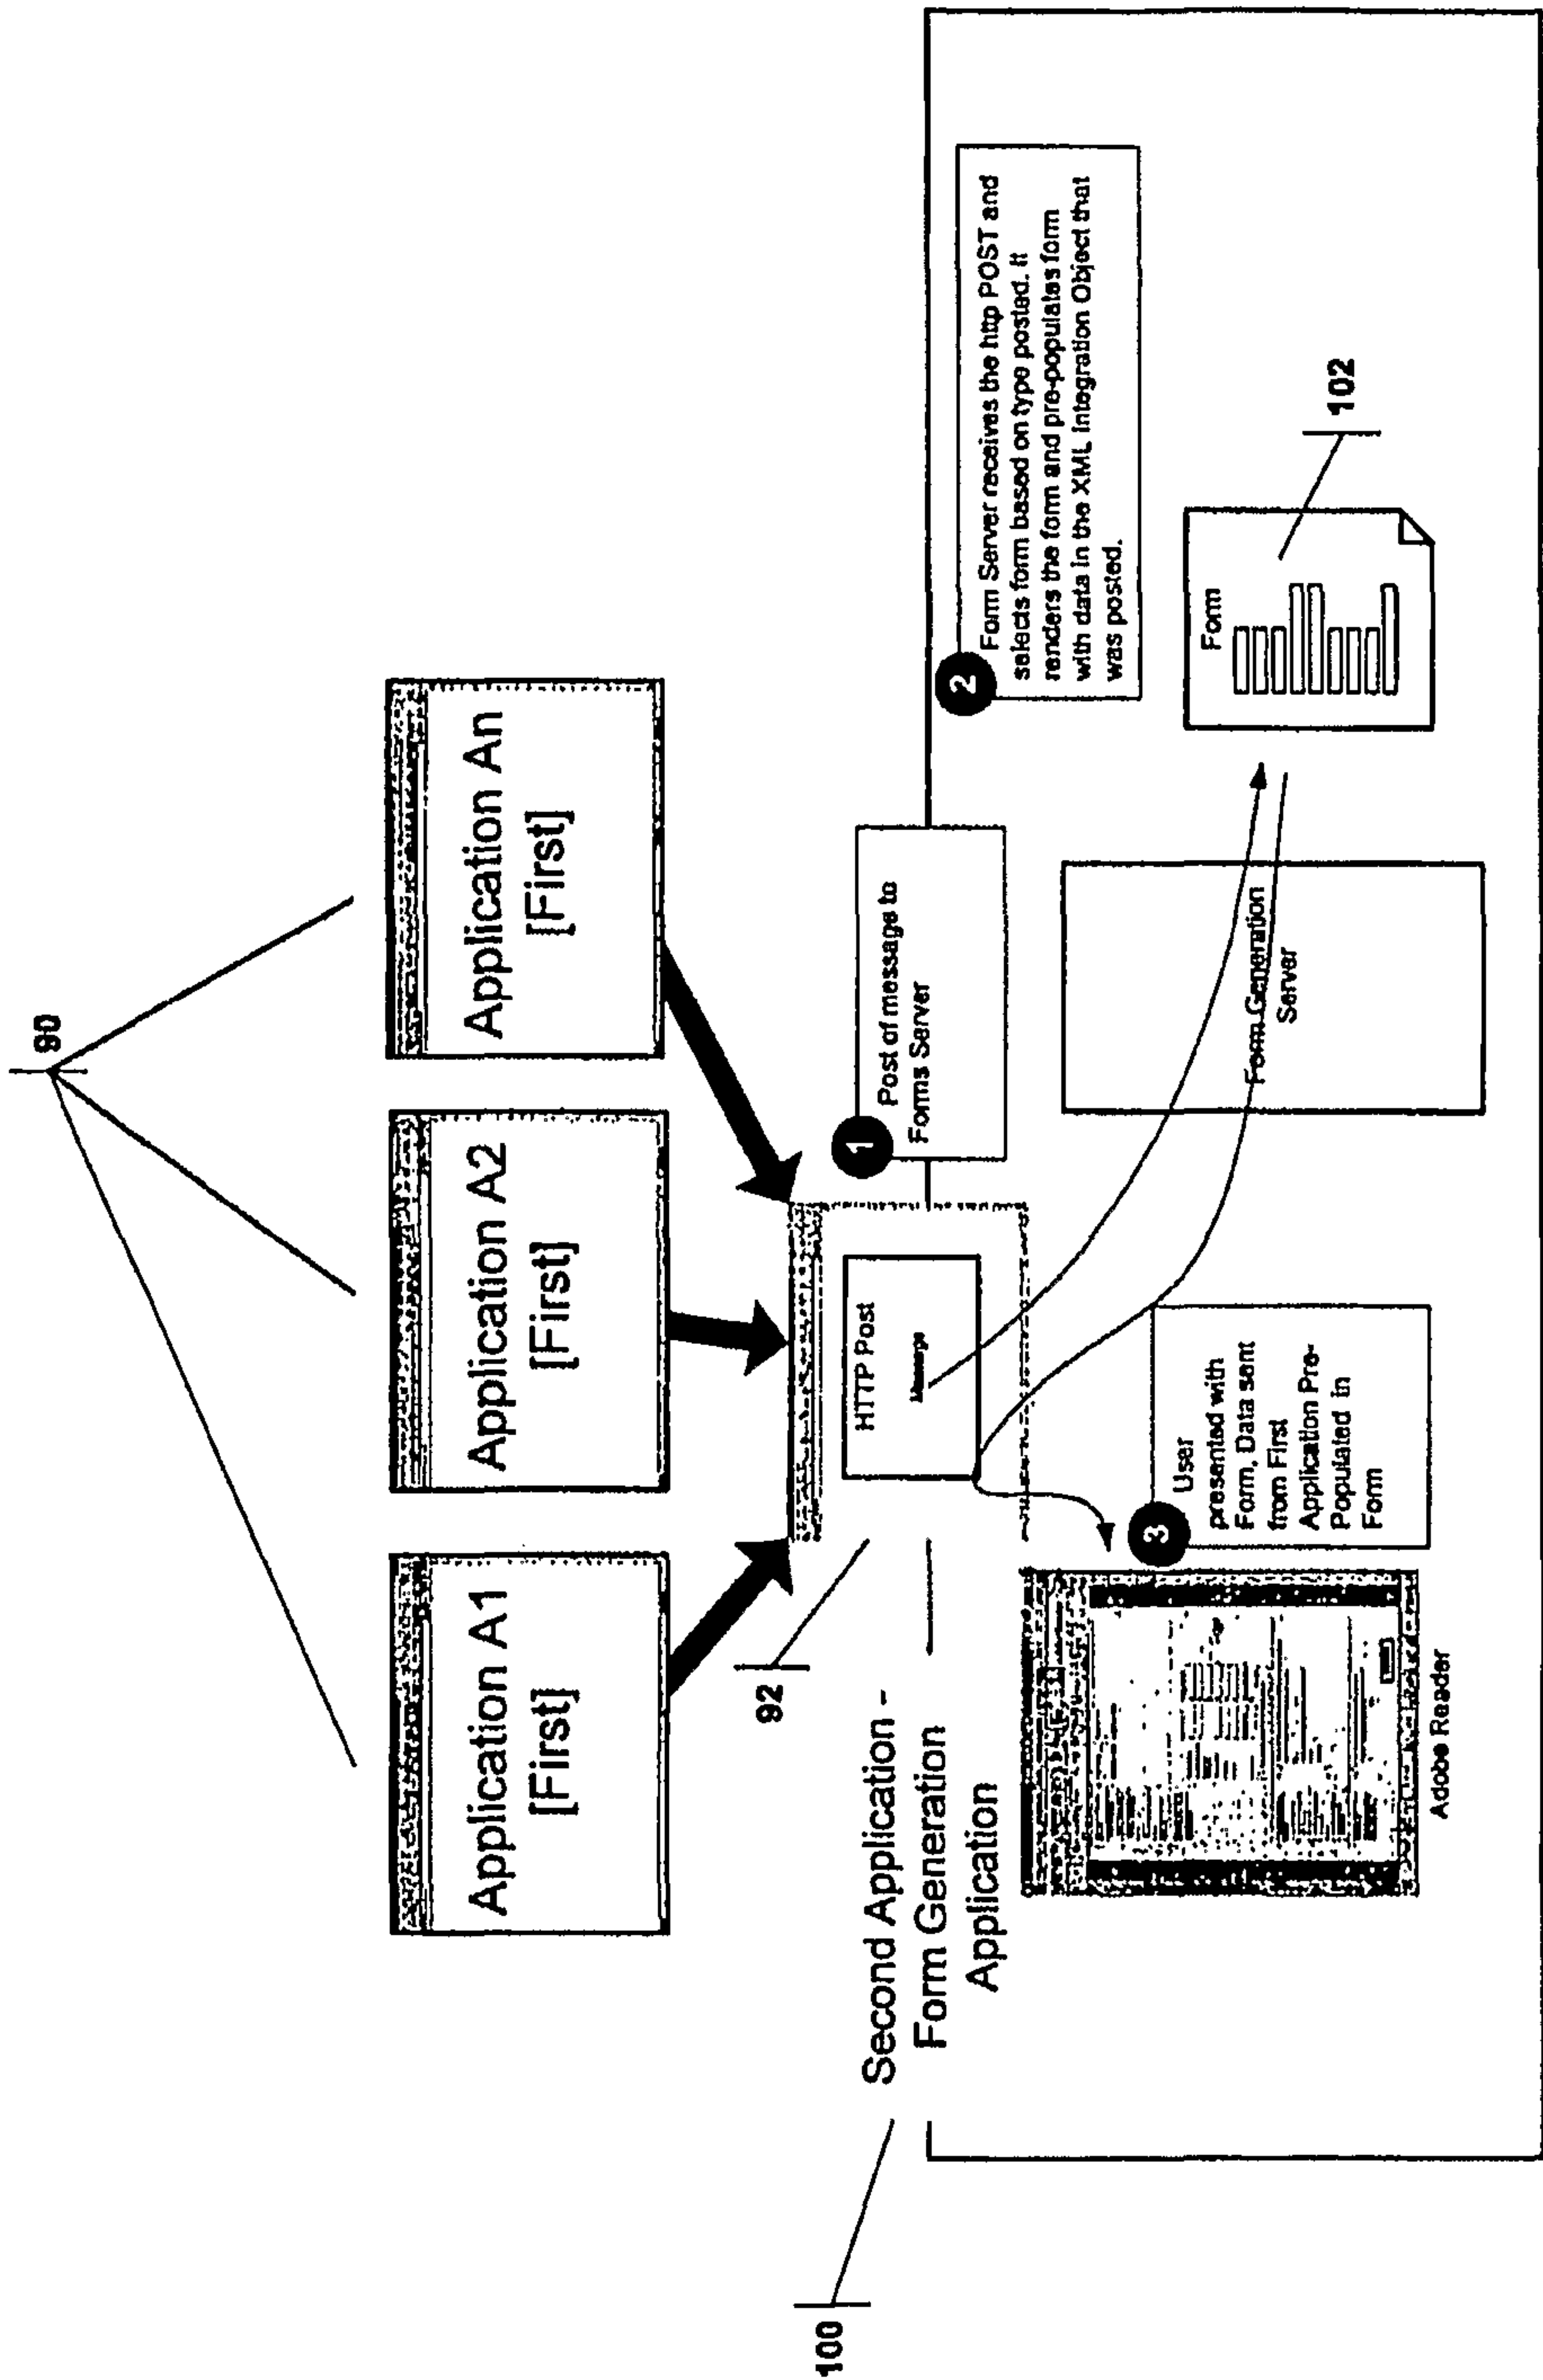 90
Application A1
[First]
Application A2
[First]
Application An
[First]
92
HTTP Post
Message
1
Post of message to
Forms Server
100
Second Application -
Form Generation
Application
2
Form Server receives the http POST and
selects form based on type posted. It
renders the form and pre-populates form
with data in the XML Integration Object that
was posted.
3
User
presented with
Form, Data sent
from First
Application Pre-
Populated in
Form
Adobe Reader
Form Generation
Server
Form
102